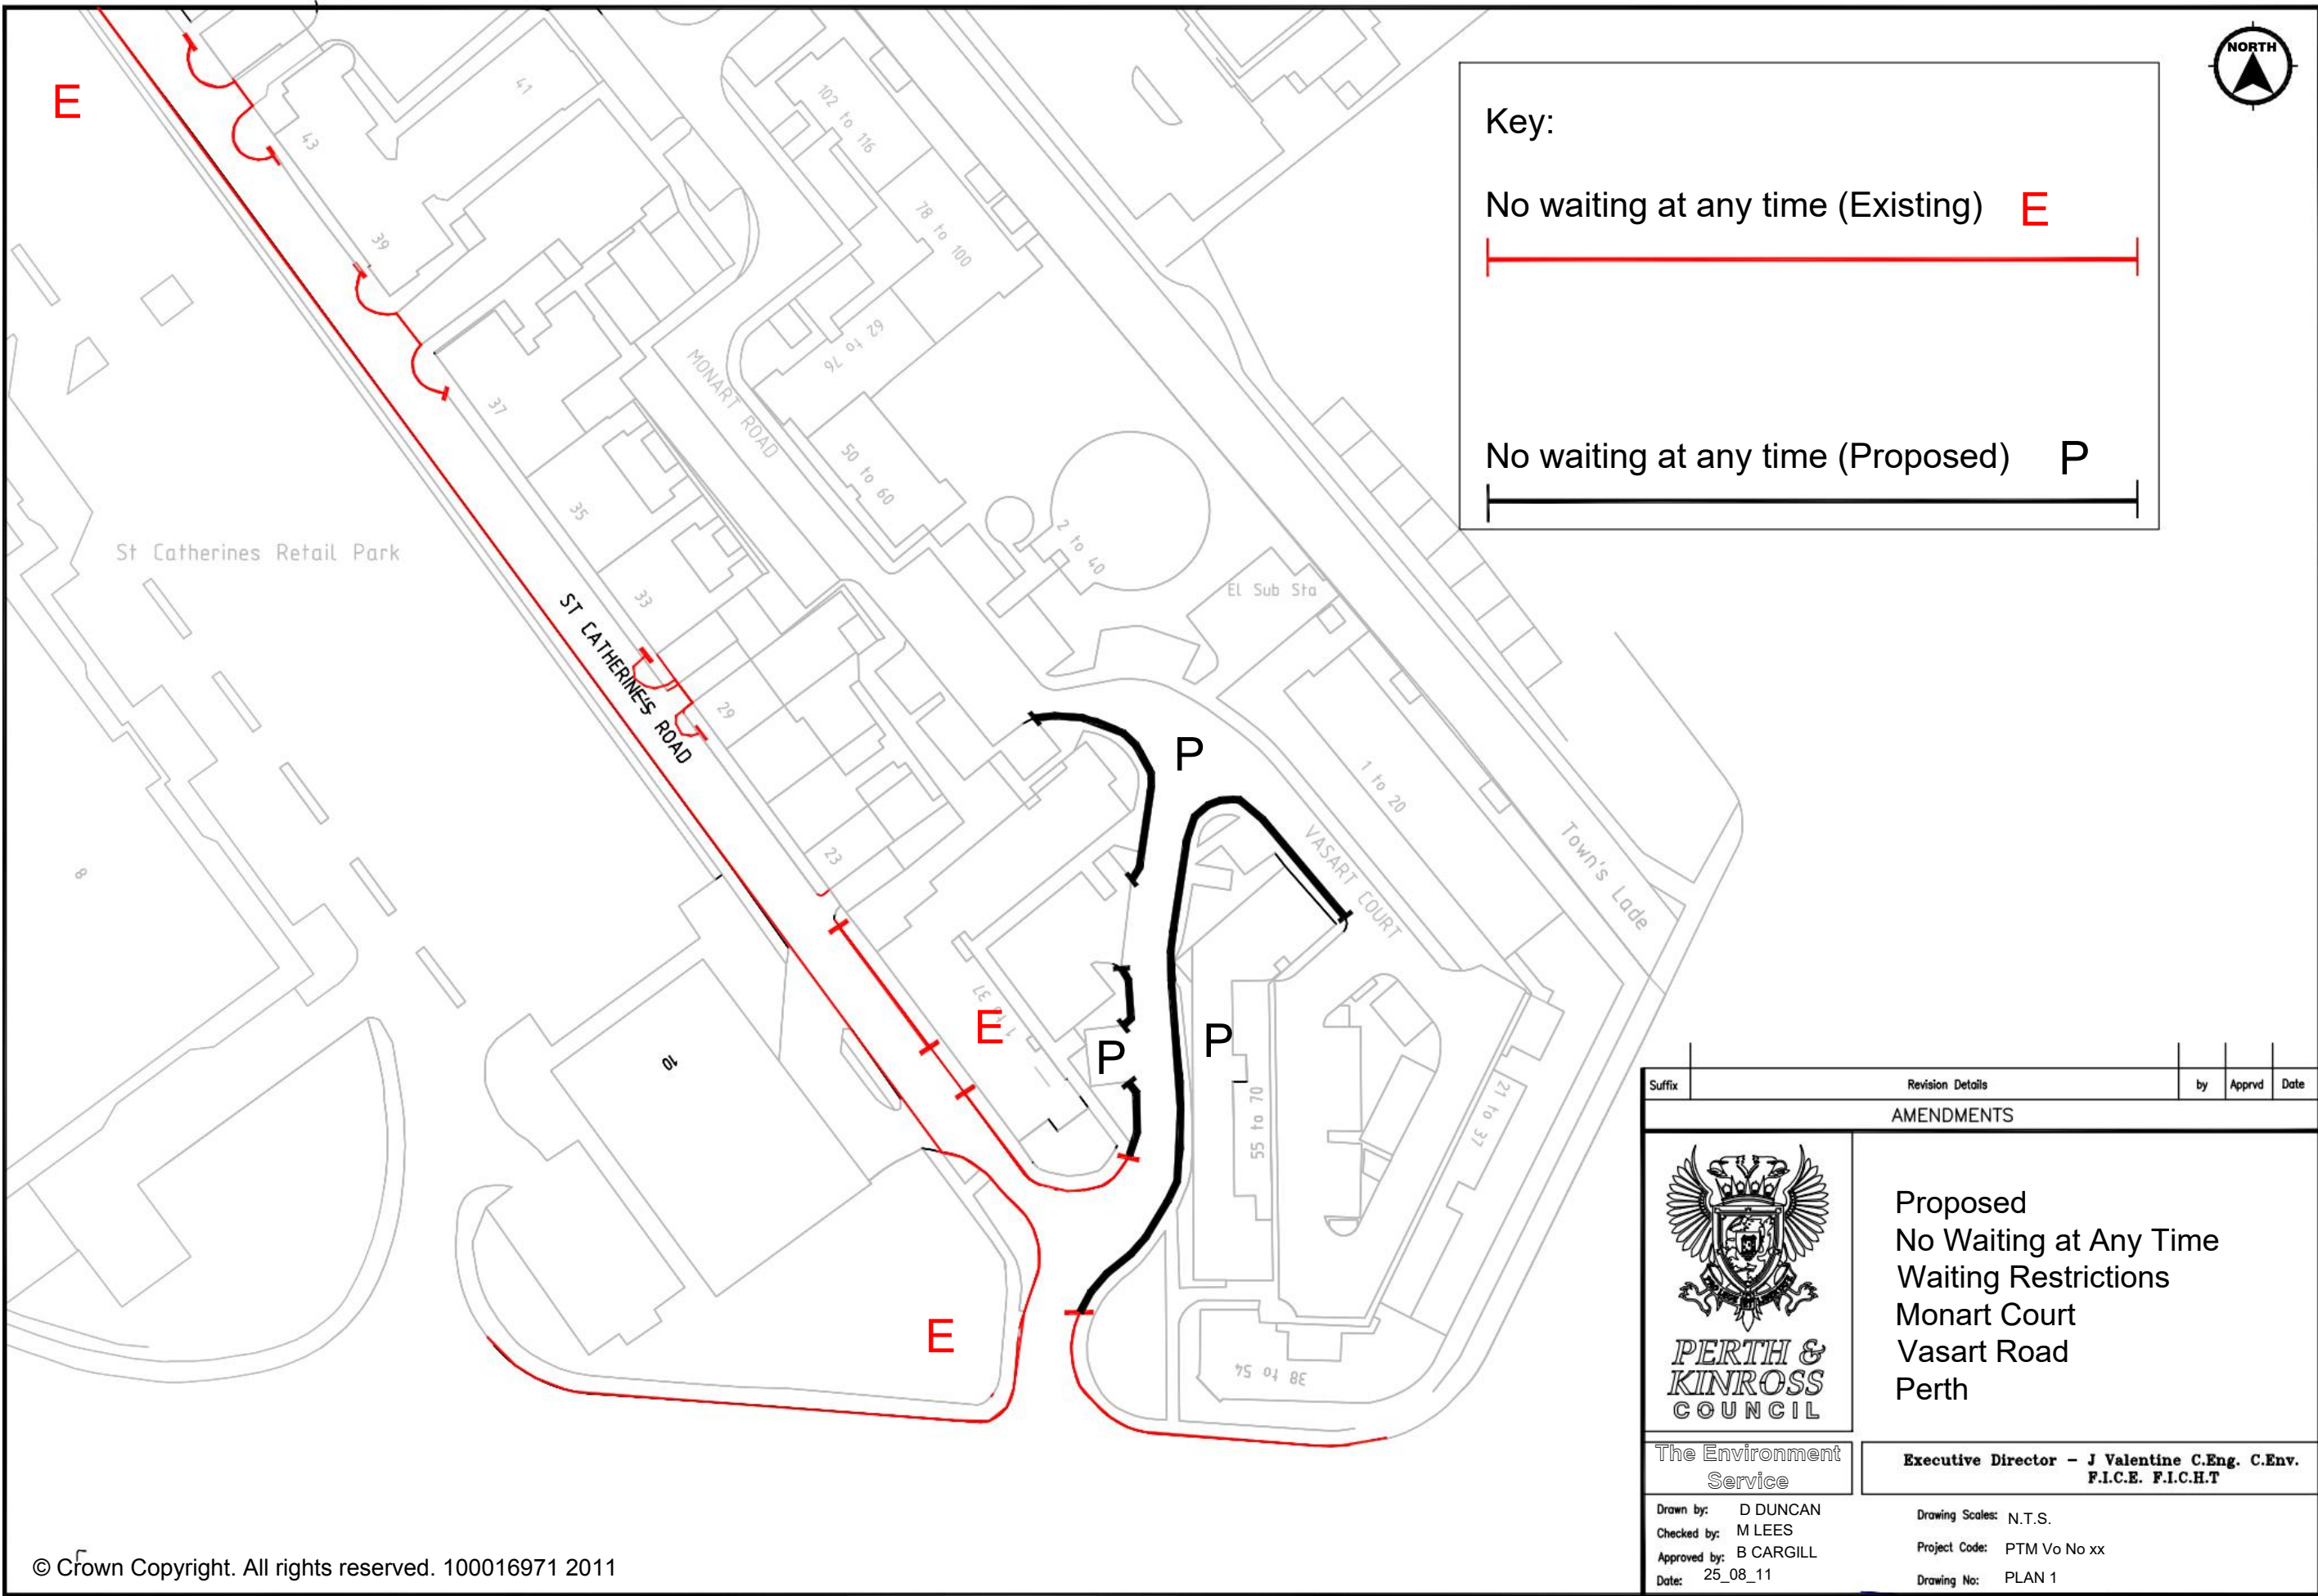 NORTH
E
Key:
No waiting at any time (Existing) E
No waiting at any time (Proposed) P
41
43
39
102 to 116
78 to 100
62 to 76
MONART ROAD
50 to 60
37
35
33
2 to 40
El Sub Sta
St Catherines Retail Park
ST CATHERINE'S ROAD
29
23
P
1 to 20
VASART COURT
Town's Lade
8
10
1 to 37
E
P
P
55 to 70
21 to 37
38 to 54
E
Suffix Revision Details by Apprvd Date
AMENDMENTS
PERTH &
KINROSS
COUNCIL
Proposed
No Waiting at Any Time
Waiting Restrictions
Monart Court
Vasart Road
Perth
The Environment
Service
Executive Director - J Valentine C.Eng. C.Env.
F.I.C.E. F.I.C.H.T
Drawn by: D DUNCAN
Checked by: M LEES
Approved by: B CARGILL
Date: 25_08_11
Drawing Scales: N.T.S.
Project Code: PTM Vo No xx
Drawing No: PLAN 1
© Crown Copyright. All rights reserved. 100016971 2011